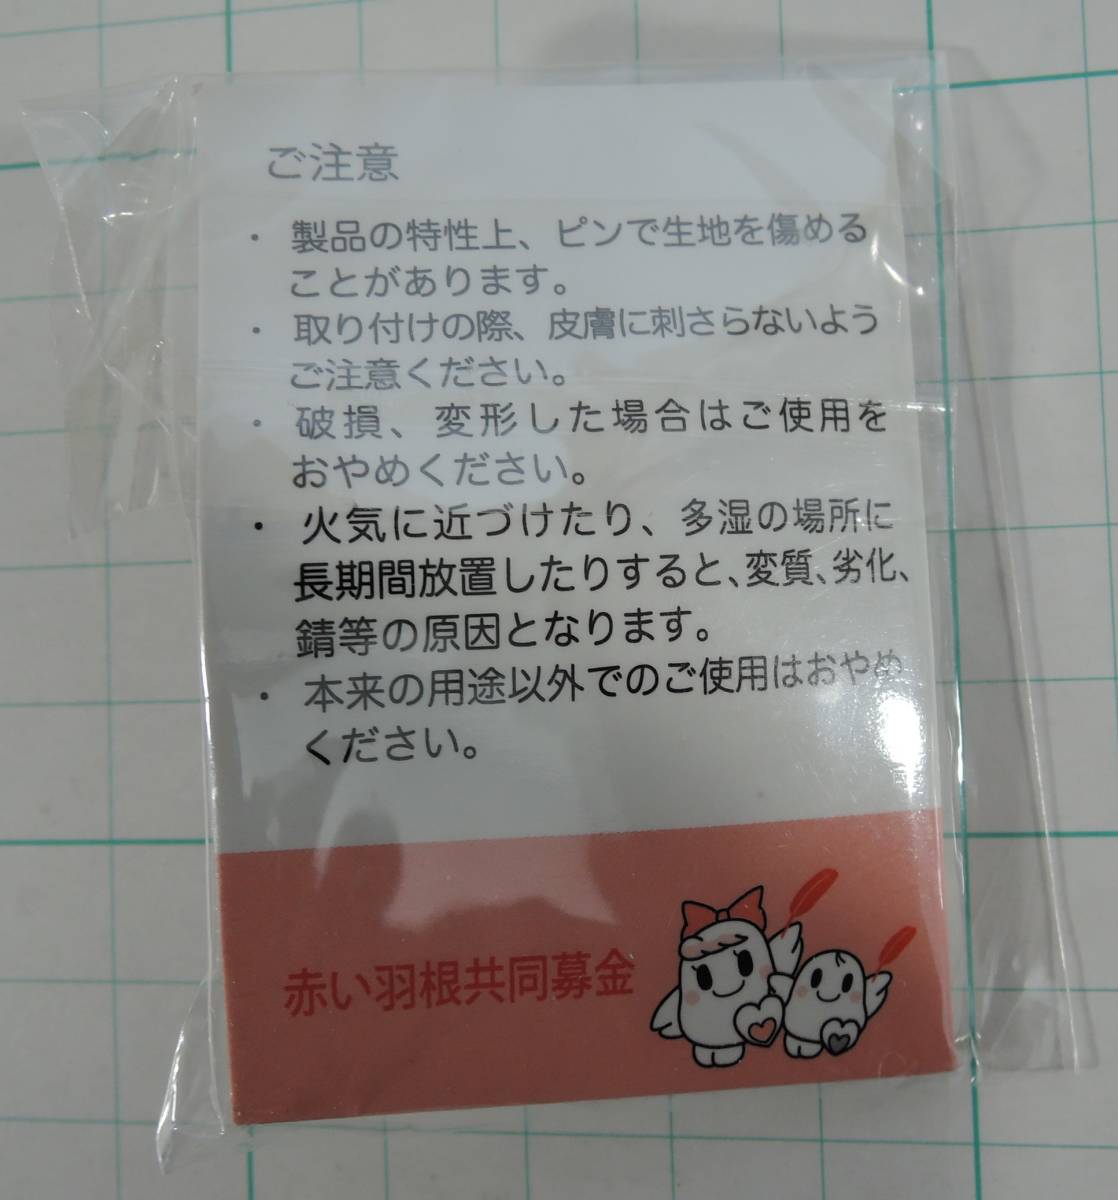 ご注意
・ 製品の特性上、ピンで生地を傷める
ことがあります。
・ 取り付けの際、皮膚に刺さらないよう
ご注意ください。
・ 破損、変形した場合はご使用を
おやめください。
・ 火気に近づけたり、多湿の場所に
長期間放置したりすると、変質、劣化、
錆等の原因となります。
・ 本来の用途以外でのご使用はおやめ
ください。
赤い羽根共同募金